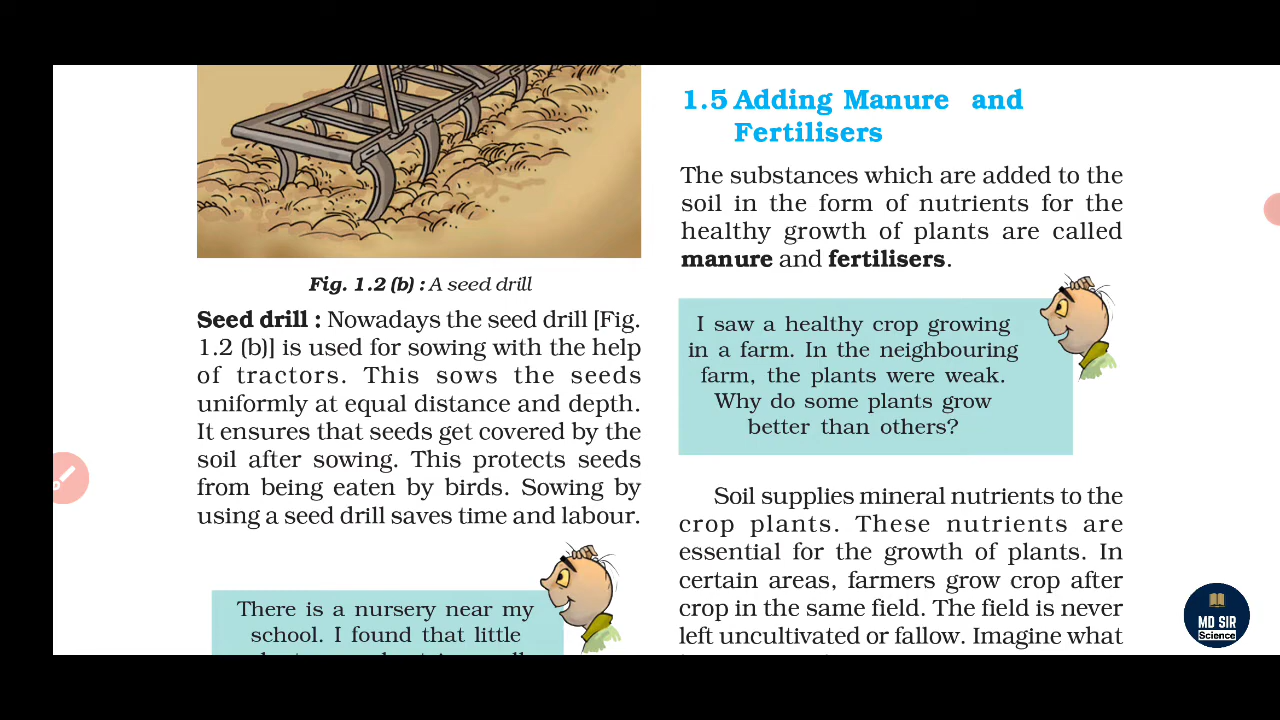 Fig. 1.2 (b) : A seed drill
Seed drill : Nowadays the seed drill [Fig.
1.2 (b)] is used for sowing with the help
of tractors. This sows the seeds
uniformly at equal distance and depth.
It ensures that seeds get covered by the
soil after sowing. This protects seeds
from being eaten by birds. Sowing by
using a seed drill saves time and labour.
There is a nursery near my
school. I found that little
1.5 Adding Manure and
Fertilisers
The substances which are added to the
soil in the form of nutrients for the
healthy growth of plants are called
manure and fertilisers.
I saw a healthy crop growing
in a farm. In the neighbouring
farm, the plants were weak.
Why do some plants grow
better than others?
Soil supplies mineral nutrients to the
crop plants. These nutrients are
essential for the growth of plants. In
certain areas, farmers grow crop after
crop in the same field. The field is never
left uncultivated or fallow. Imagine what
MD SIR
Science